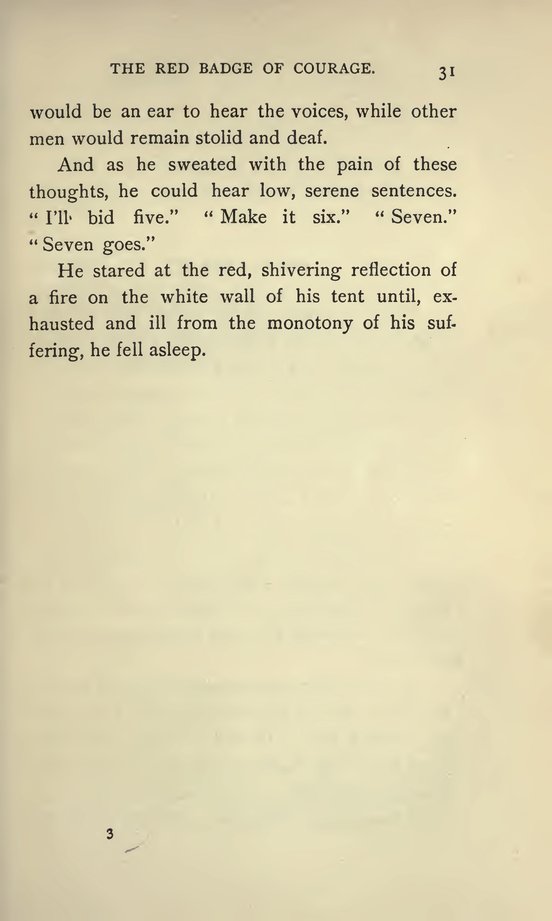 THE RED BADGE OF COURAGE. 31
would be an ear to hear the voices, while other
men would remain stolid and deaf.
And as he sweated with the pain of these
thoughts, he could hear low, serene sentences.
“ I’ll bid five.” “ Make it six.” “ Seven.”
“ Seven goes.”
He stared at the red, shivering reflection of
a fire on the white wall of his tent until, ex-
hausted and ill from the monotony of his suf-
fering, he fell asleep.
3